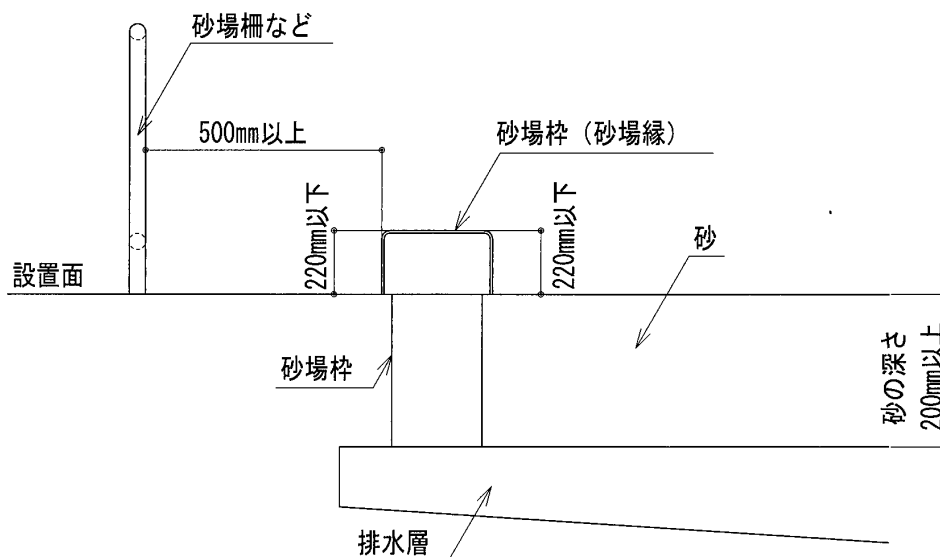 砂場柵など
500mm以上
砂場枠（砂場縁）
220mm以下
220mm以下
砂
設置面
砂の深さ
200mm以上
砂場枠
排水層